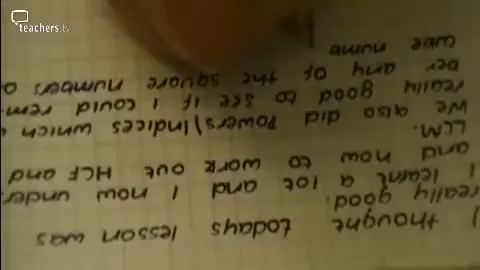 teachers.tv
I thought todays lesson was
really good.
I learnt a lot and I now
and how to work out HCF and
LCM.
We also did Powers/indices which
really good to see if I could rem-
ber any of the square numbers
cube numb